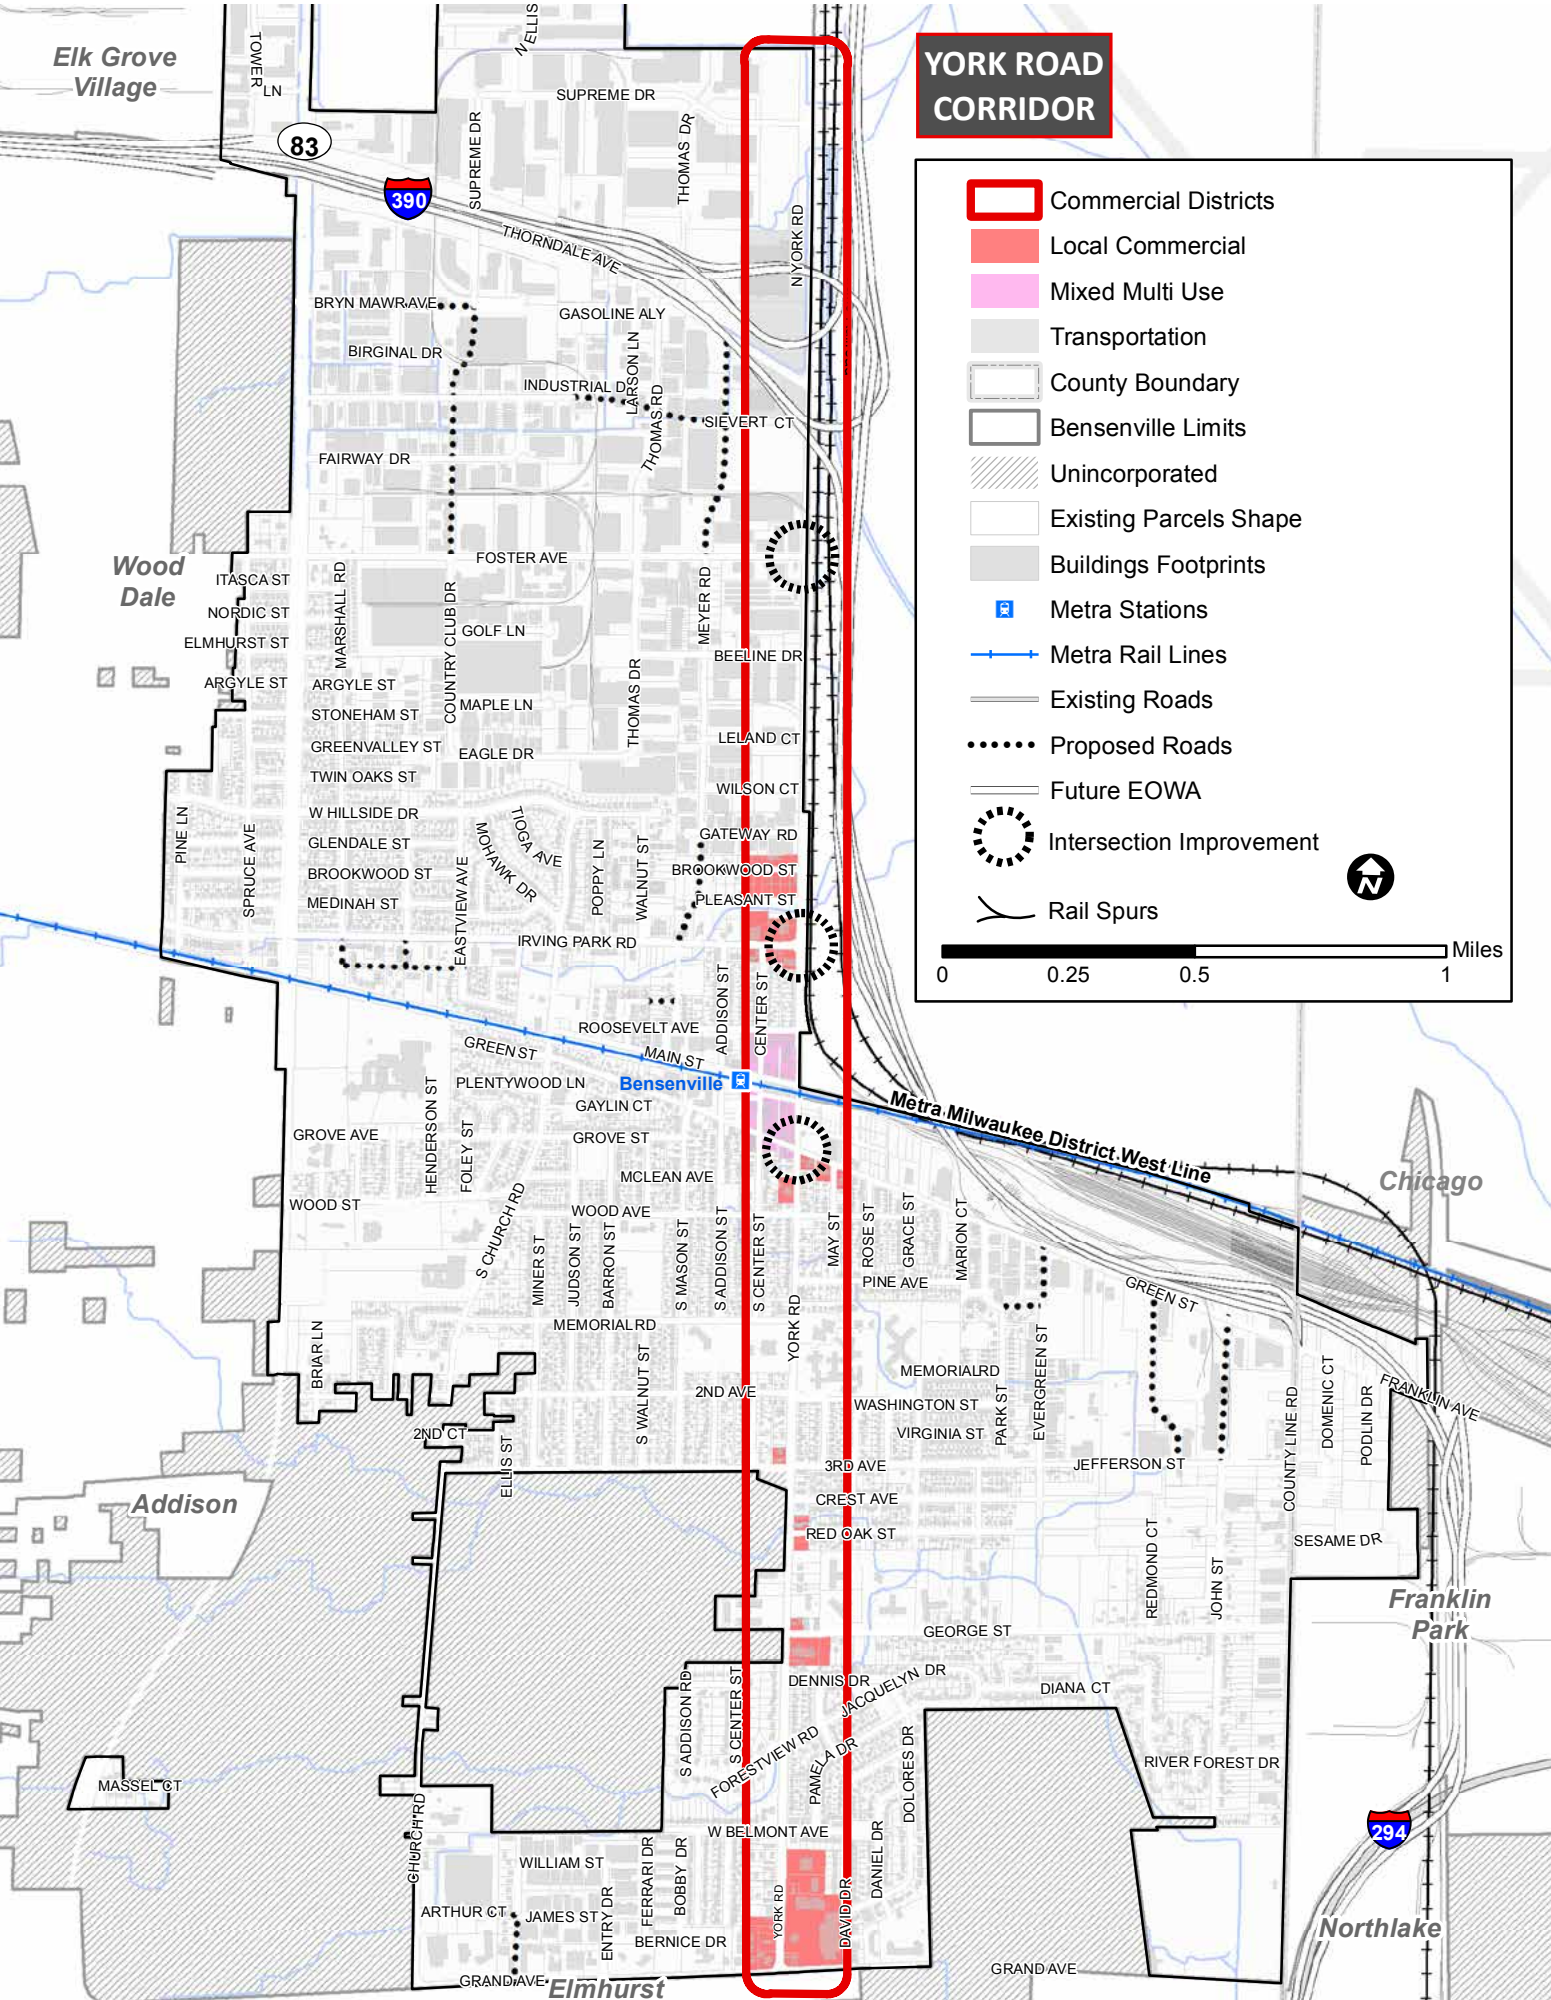 YORK ROAD
CORRIDOR
Commercial Districts
Local Commercial
Mixed Multi Use
Transportation
County Boundary
Bensenville Limits
Unincorporated
Existing Parcels Shape
Buildings Footprints
Metra Stations
Metra Rail Lines
Existing Roads
Proposed Roads
Future EOWA
Intersection Improvement
N
Rail Spurs
Miles
0
0.25
0.5
1
Elk Grove
Village
TOWER
LN
N ELLIS
83
390
SUPREME DR
SUPREME DR
THOMAS DR
THORNDALE AVE
N YORK RD
BRYN MAWR AVE
GASOLINE ALY
BIRGINAL DR
LARSON LN
INDUSTRIAL D
THOMAS RD
SIEVERT CT
FAIRWAY DR
Wood
Dale
FOSTER AVE
ITASCA ST
NORDIC ST
ELMHURST ST
ARGYLE ST
MARSHALL RD
COUNTRY CLUB DR
GOLF LN
MEYER RD
BEELINE DR
ARGYLE ST
STONEHAM ST
MAPLE LN
THOMAS DR
GREENVALLEY ST
EAGLE DR
LELAND CT
TWIN OAKS ST
WILSON CT
PINE LN
SPRUCE AVE
W HILLSIDE DR
GLENDALE ST
BROOKWOOD ST
MEDINAH ST
EASTVIEW AVE
MOHAWK DR
TIOGA AVE
POPPY LN
WALNUT ST
GATEWAY RD
BROOKWOOD ST
PLEASANT ST
IRVING PARK RD
ADDISON ST
CENTER ST
ROOSEVELT AVE
GREEN ST
MAIN ST
PLENTYWOOD LN
Bensenville
GAYLIN CT
Metra Milwaukee District West Line
GROVE AVE
HENDERSON ST
FOLEY ST
GROVE ST
MCLEAN AVE
Chicago
WOOD ST
S CHURCH RD
WOOD AVE
MINER ST
JUDSON ST
BARRON ST
S MASON ST
S ADDISON ST
S CENTER ST
MAY ST
ROSE ST
GRACE ST
MARION CT
PINE AVE
GREEN ST
YORK RD
BRIAR LN
MEMORIAL RD
S WALNUT ST
MEMORIAL RD
2ND AVE
WASHINGTON ST
VIRGINIA ST
PARK ST
EVERGREEN ST
COUNTY LINE RD
DOMENIC CT
PODLIN DR
FRANKLIN AVE
2ND CT
ELLIS ST
3RD AVE
JEFFERSON ST
Addison
CREST AVE
RED OAK ST
SESAME DR
REDMOND CT
JOHN ST
Franklin
Park
GEORGE ST
S ADDISON RD
S CENTER ST
DENNIS DR
JACQUELYN DR
DIANA CT
FORESTVIEW RD
PAMELA DR
DOLORES DR
RIVER FOREST DR
MASSEL CT
CHURCH RD
W BELMONT AVE
294
WILLIAM ST
FERRARI DR
BOBBY DR
DANIEL DR
ARTHUR CT
JAMES ST
ENTRY DR
YORK RD
DAVID DR
BERNICE DR
Northlake
GRAND AVE
GRAND AVE
Elmhurst